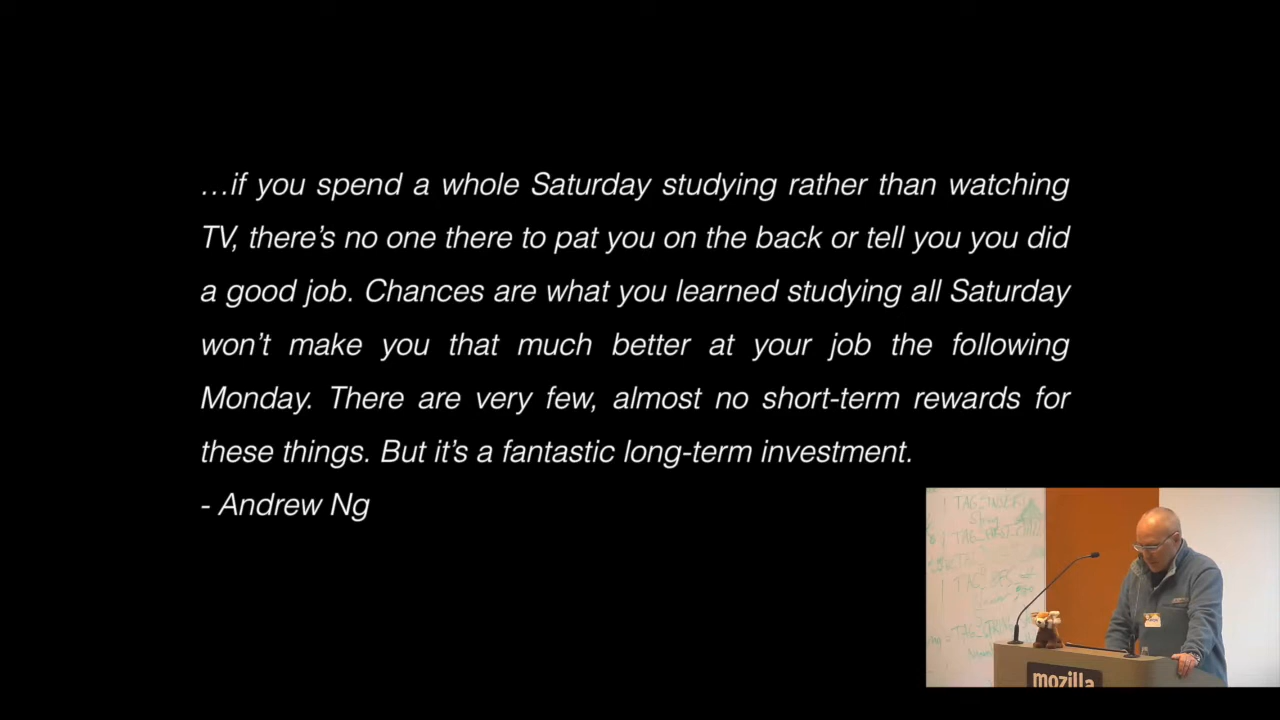 …if you spend a whole Saturday studying rather than watching
TV, there’s no one there to pat you on the back or tell you you did
a good job. Chances are what you learned studying all Saturday
won’t make you that much better at your job the following
Monday. There are very few, almost no short-term rewards for
these things. But it’s a fantastic long-term investment.
- Andrew Ng
mozilla